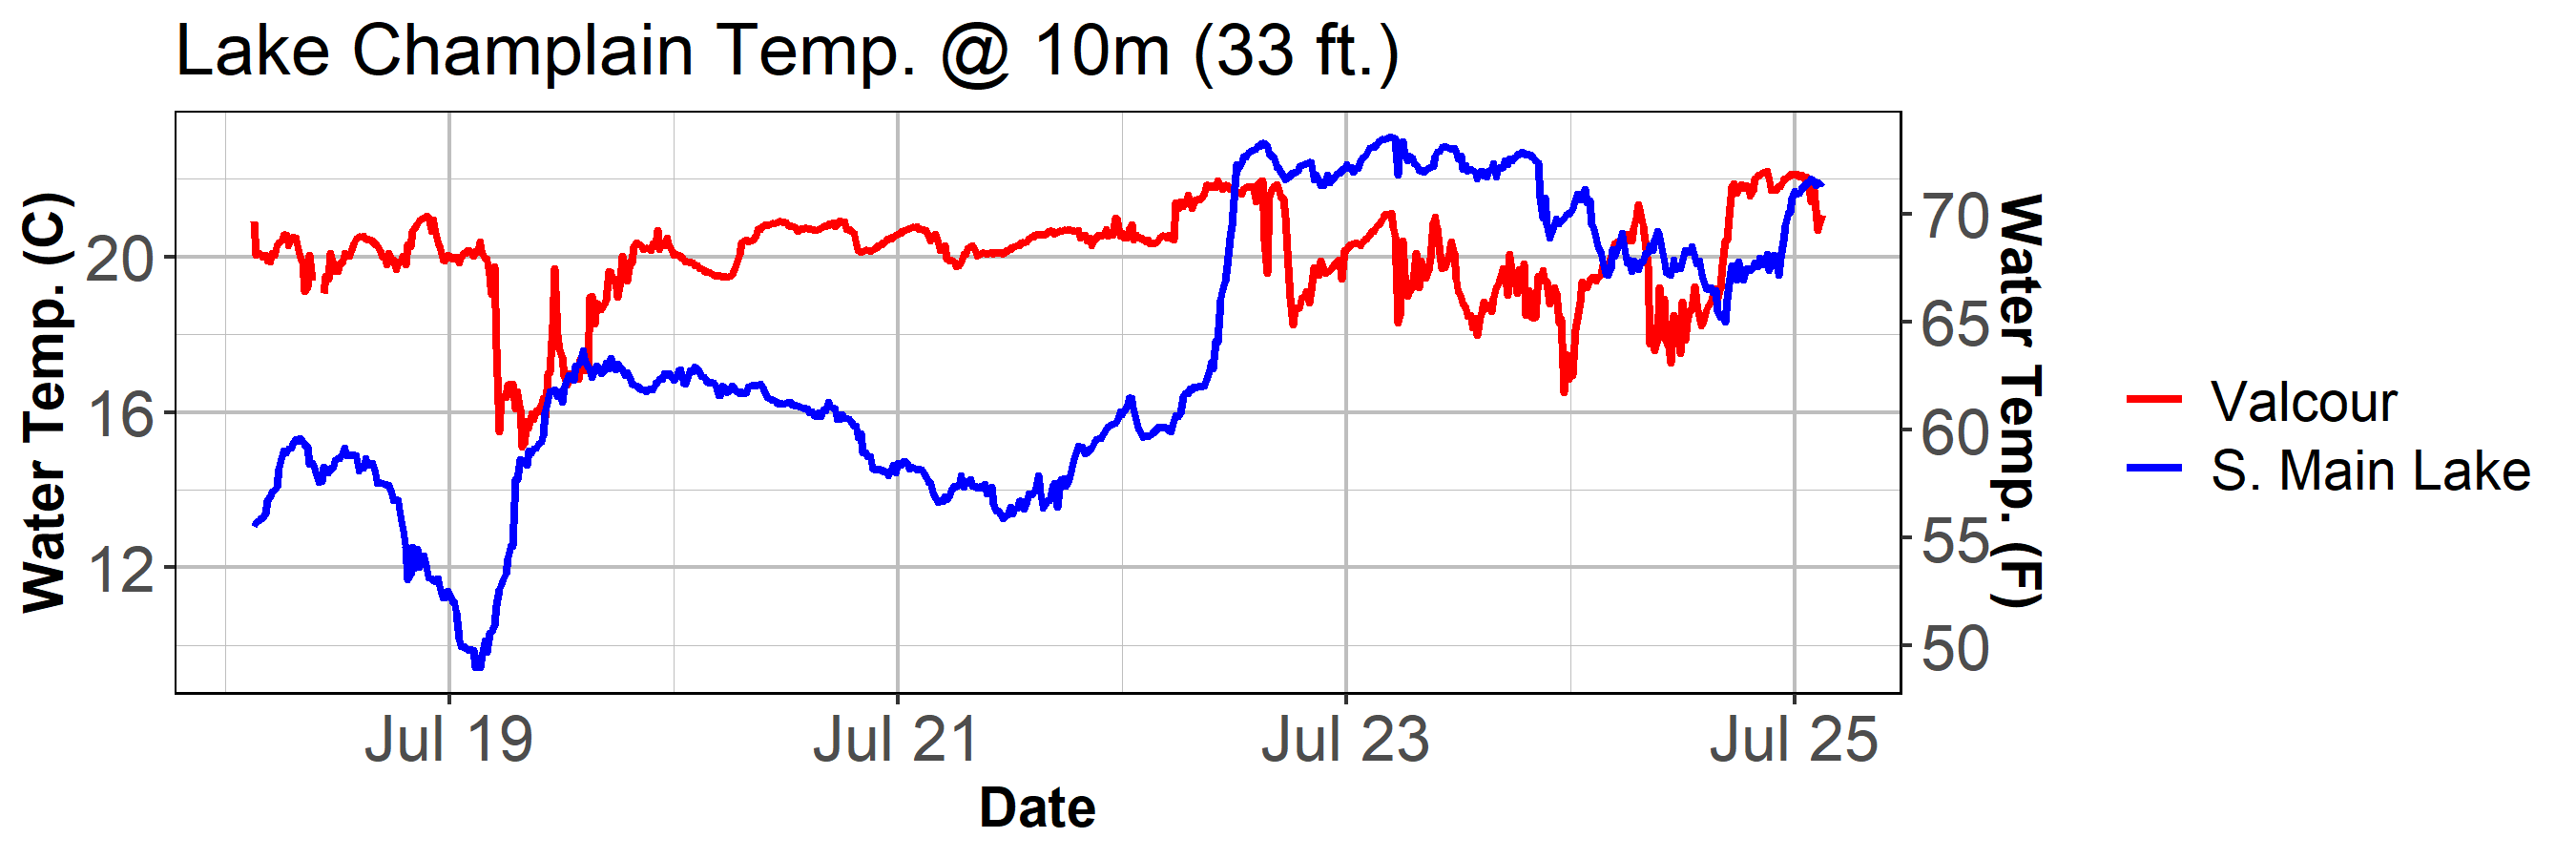 Lake Champlain Temp. @ 10m (33 ft.)
Water Temp. (C)
20
16
12
70
65
60
55
50
Water Temp. (F)
Jul 19
Jul 21
Jul 23
Jul 25
Date
Valcour
S. Main Lake